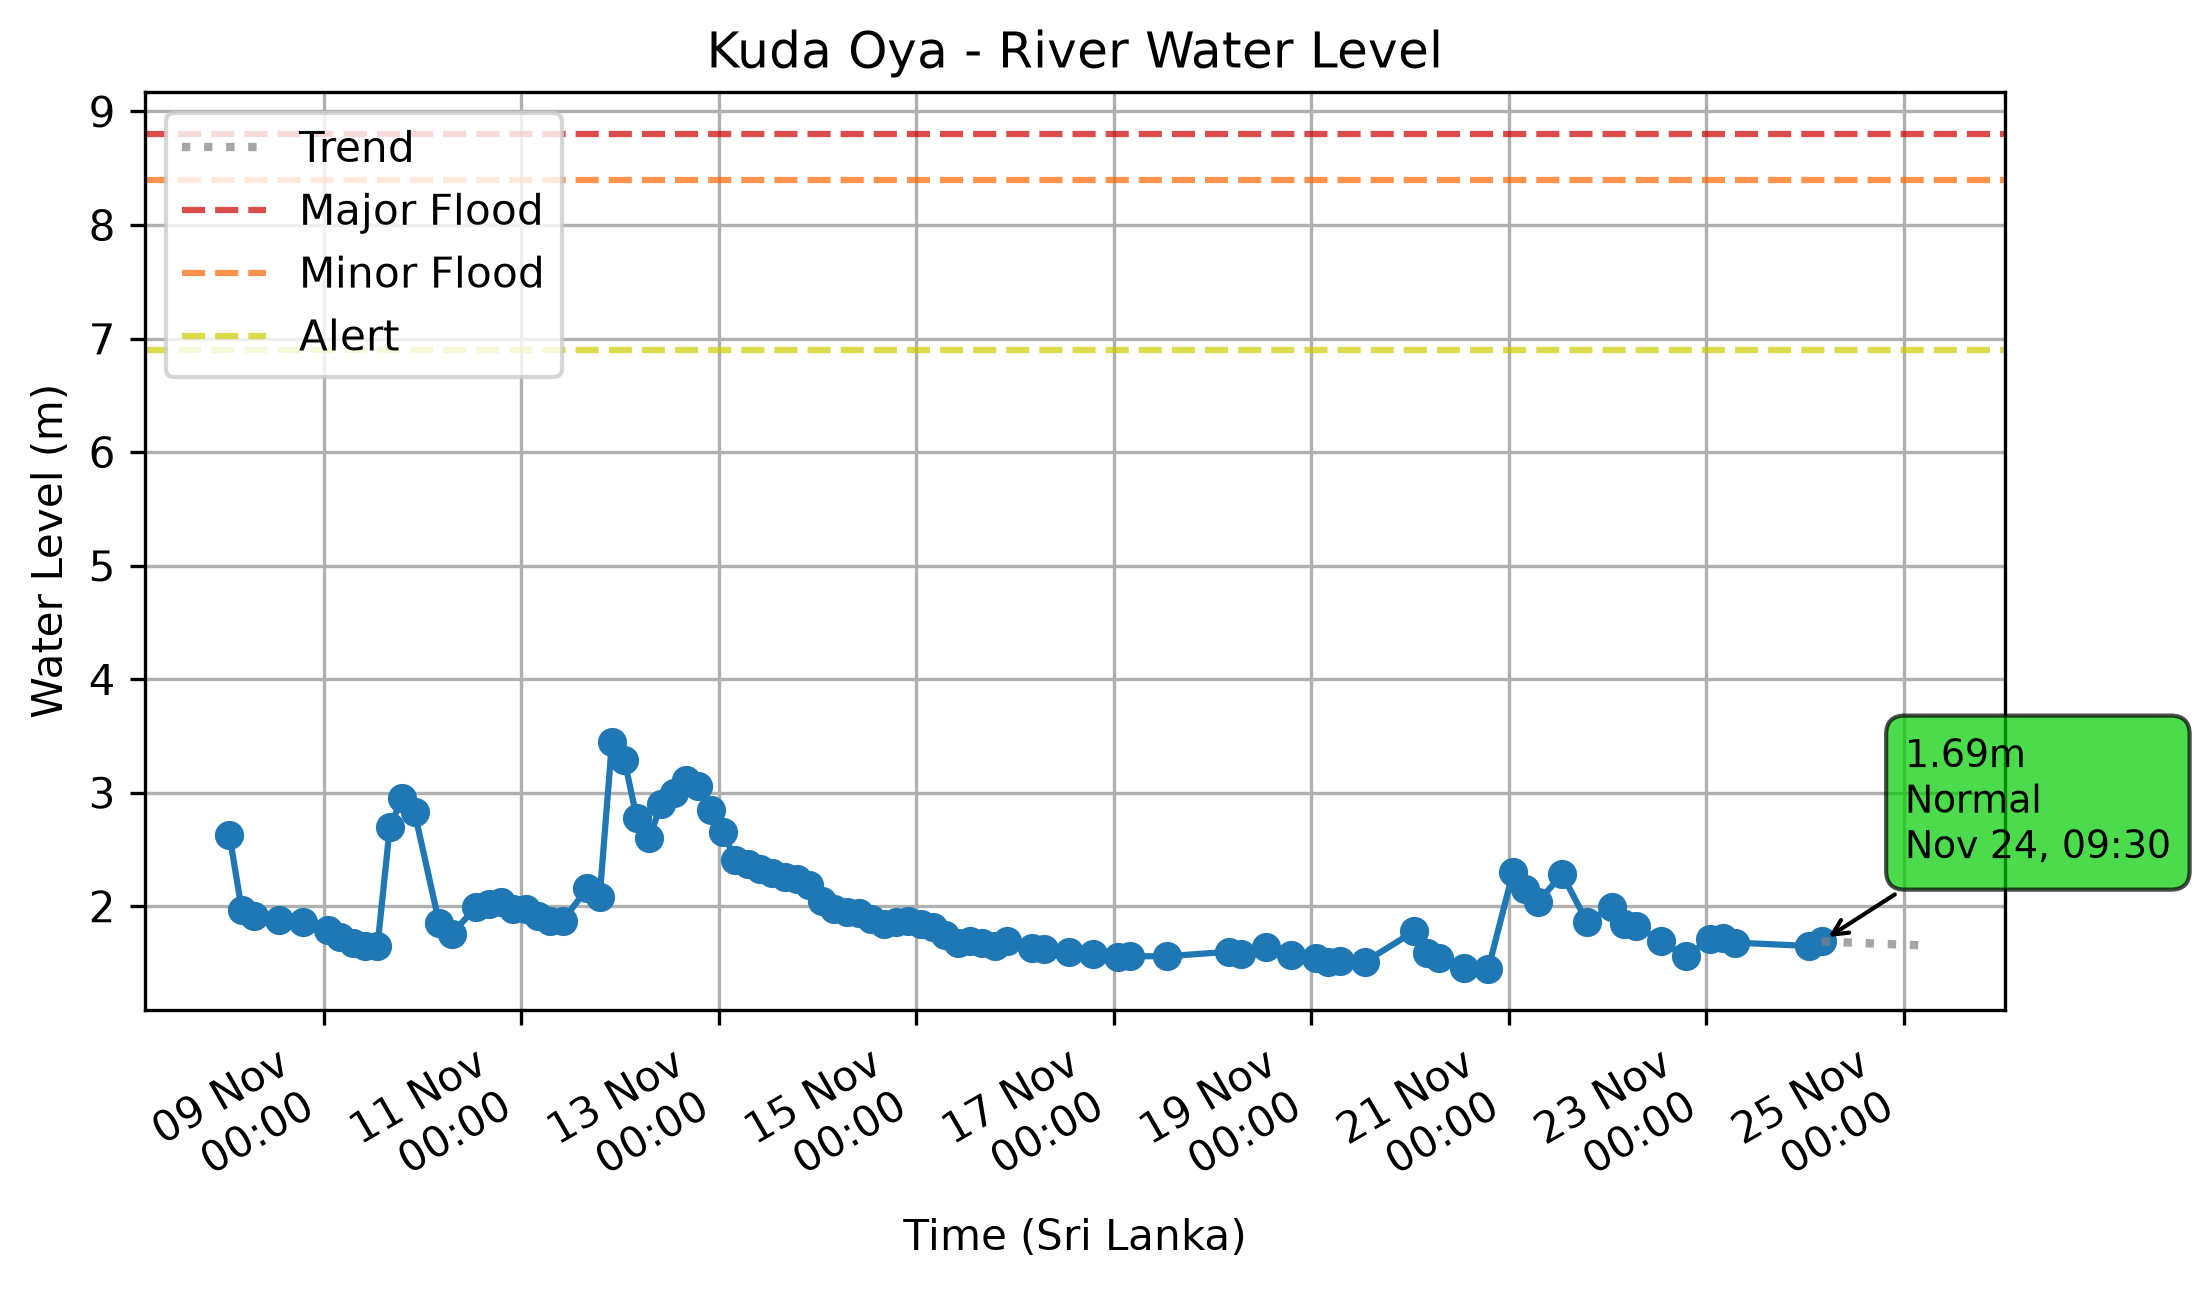 Kuda Oya - River Water Level
9
8
7
6
5
4
3
2
Water Level (m)
Trend
Major Flood
Minor Flood
Alert
1.69m
Normal
Nov 24, 09:30
09 Nov
00:00
11 Nov
00:00
13 Nov
00:00
15 Nov
00:00
17 Nov
00:00
19 Nov
00:00
21 Nov
00:00
23 Nov
00:00
25 Nov
00:00
Time (Sri Lanka)